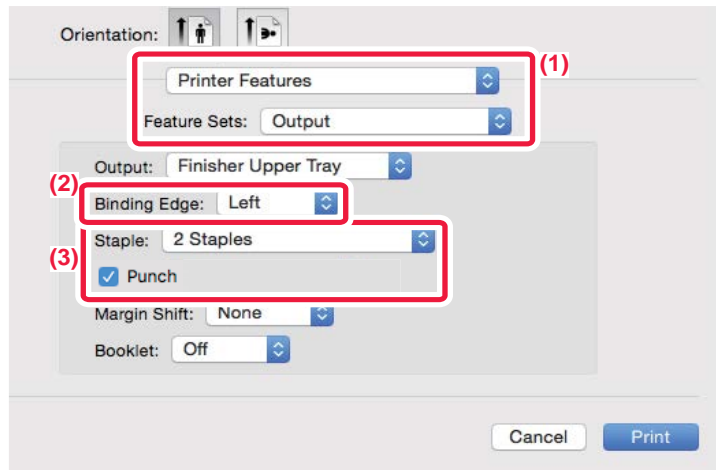 Orientation:
(1)
Printer Features
Feature Sets: Output
Output: Finisher Upper Tray
(2)
Binding Edge: Left
(3)
Staple: 2 Staples
Punch
Margin Shift: None
Booklet: Off
Cancel Print